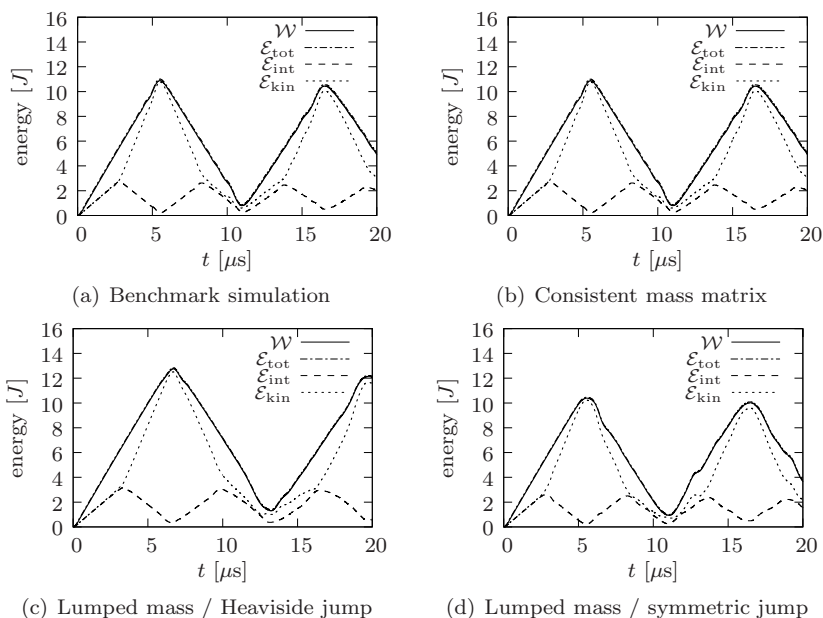 16
14
12
10
8
6
4
2
0
energy [J]
𝒲
ℰtot
ℰint
ℰkin
0 5 10 15 20
t [μs]
(a) Benchmark simulation
16
14
12
10
8
6
4
2
0
energy [J]
𝒲
ℰtot
ℰint
ℰkin
0 5 10 15 20
t [μs]
(b) Consistent mass matrix
16
14
12
10
8
6
4
2
0
energy [J]
𝒲
ℰtot
ℰint
ℰkin
0 5 10 15 20
t [μs]
(c) Lumped mass / Heaviside jump
16
14
12
10
8
6
4
2
0
energy [J]
𝒲
ℰtot
ℰint
ℰkin
0 5 10 15 20
t [μs]
(d) Lumped mass / symmetric jump